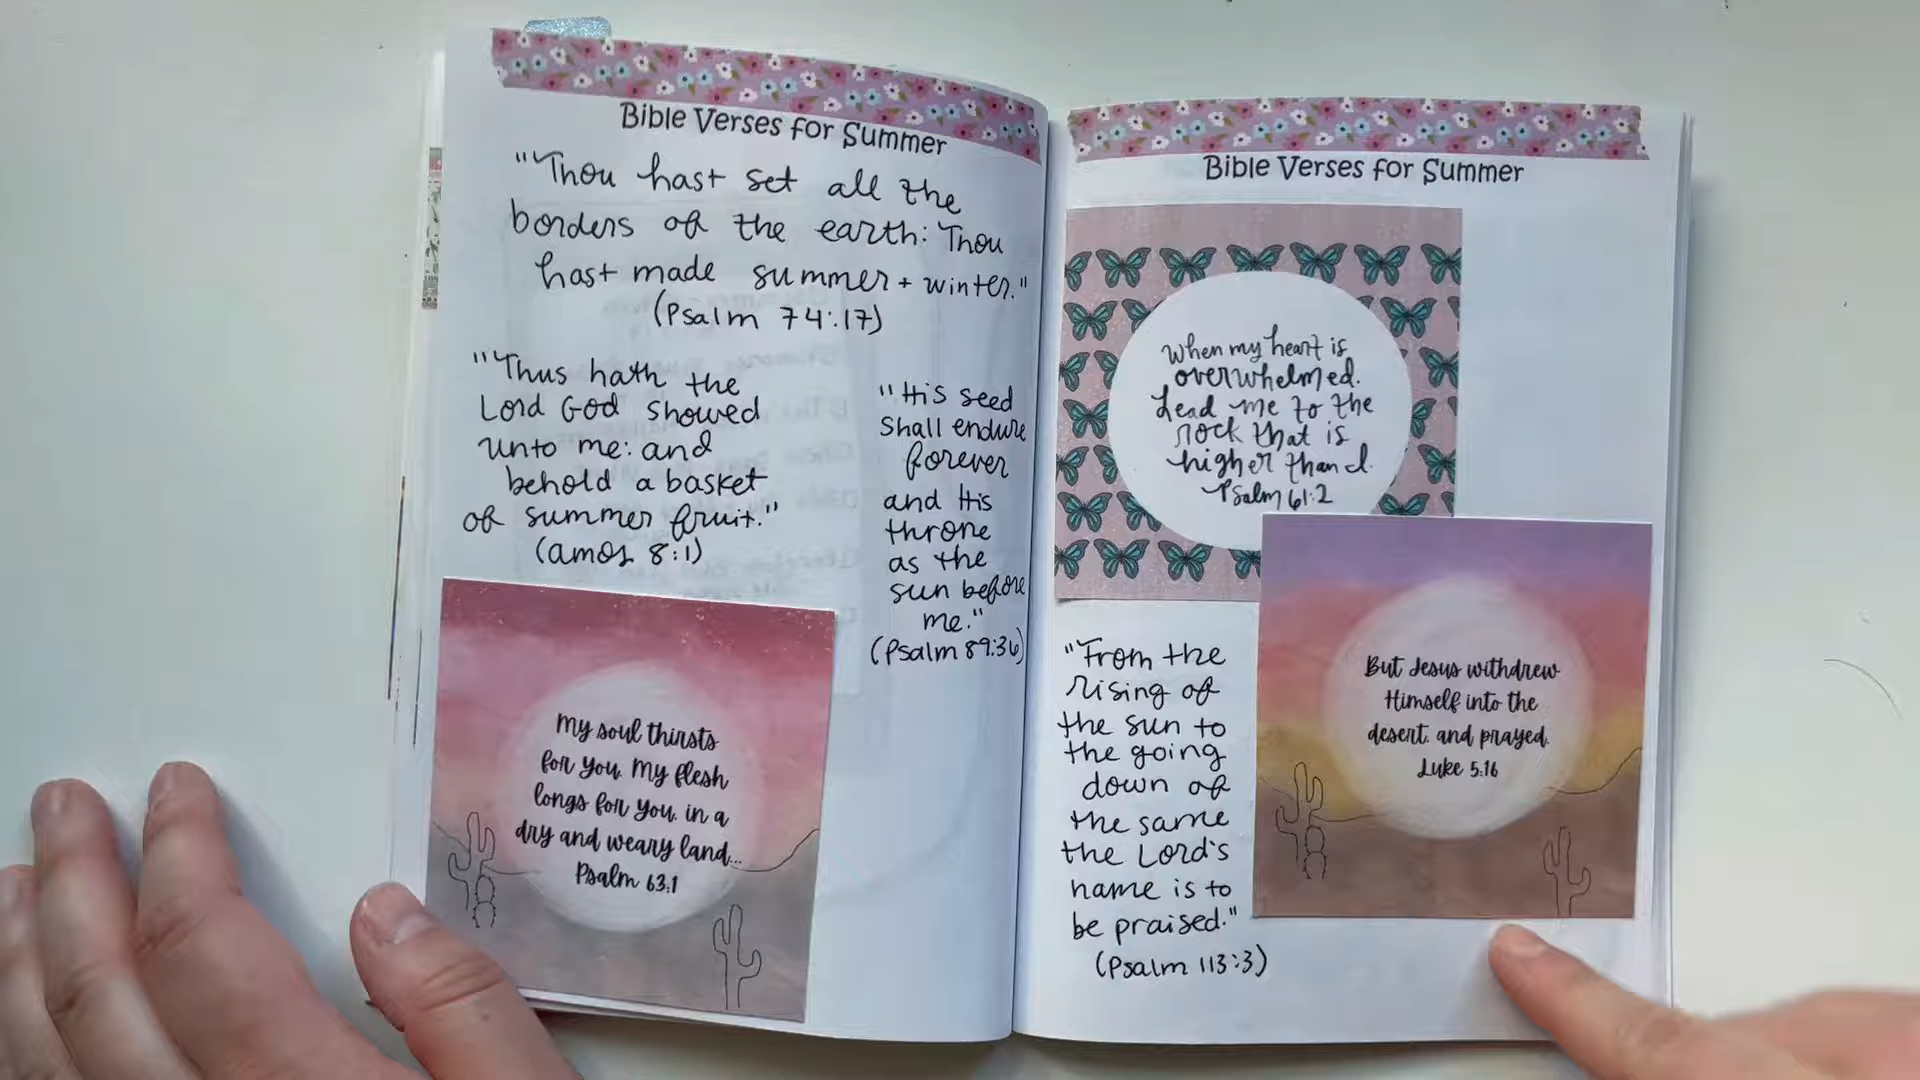 Bible Verses for Summer
"Thou hast set all the
borders of the earth: Thou
hast made summer + winter."
(Psalm 74:17)
"Thus hath the
Lord God showed
unto me: and
behold a basket
of summer fruit."
(amos 8:1)
"His seed
shall endure
forever
and His
throne
as the
sun before
me."
(Psalm 89:36)
My soul thirsts
for You, My flesh
longs for You, in a
dry and weary land...
Psalm 63:1
Bible Verses for Summer
When my heart is
overwhelmed.
Lead me to the
rock that is
higher than I.
Psalm 61:2
But Jesus withdrew
Himself into the
desert, and prayed.
Luke 5:16
"From the
rising of
the sun to
the going
down of
the same
the Lord's
name is to
be praised."
(Psalm 113:3)